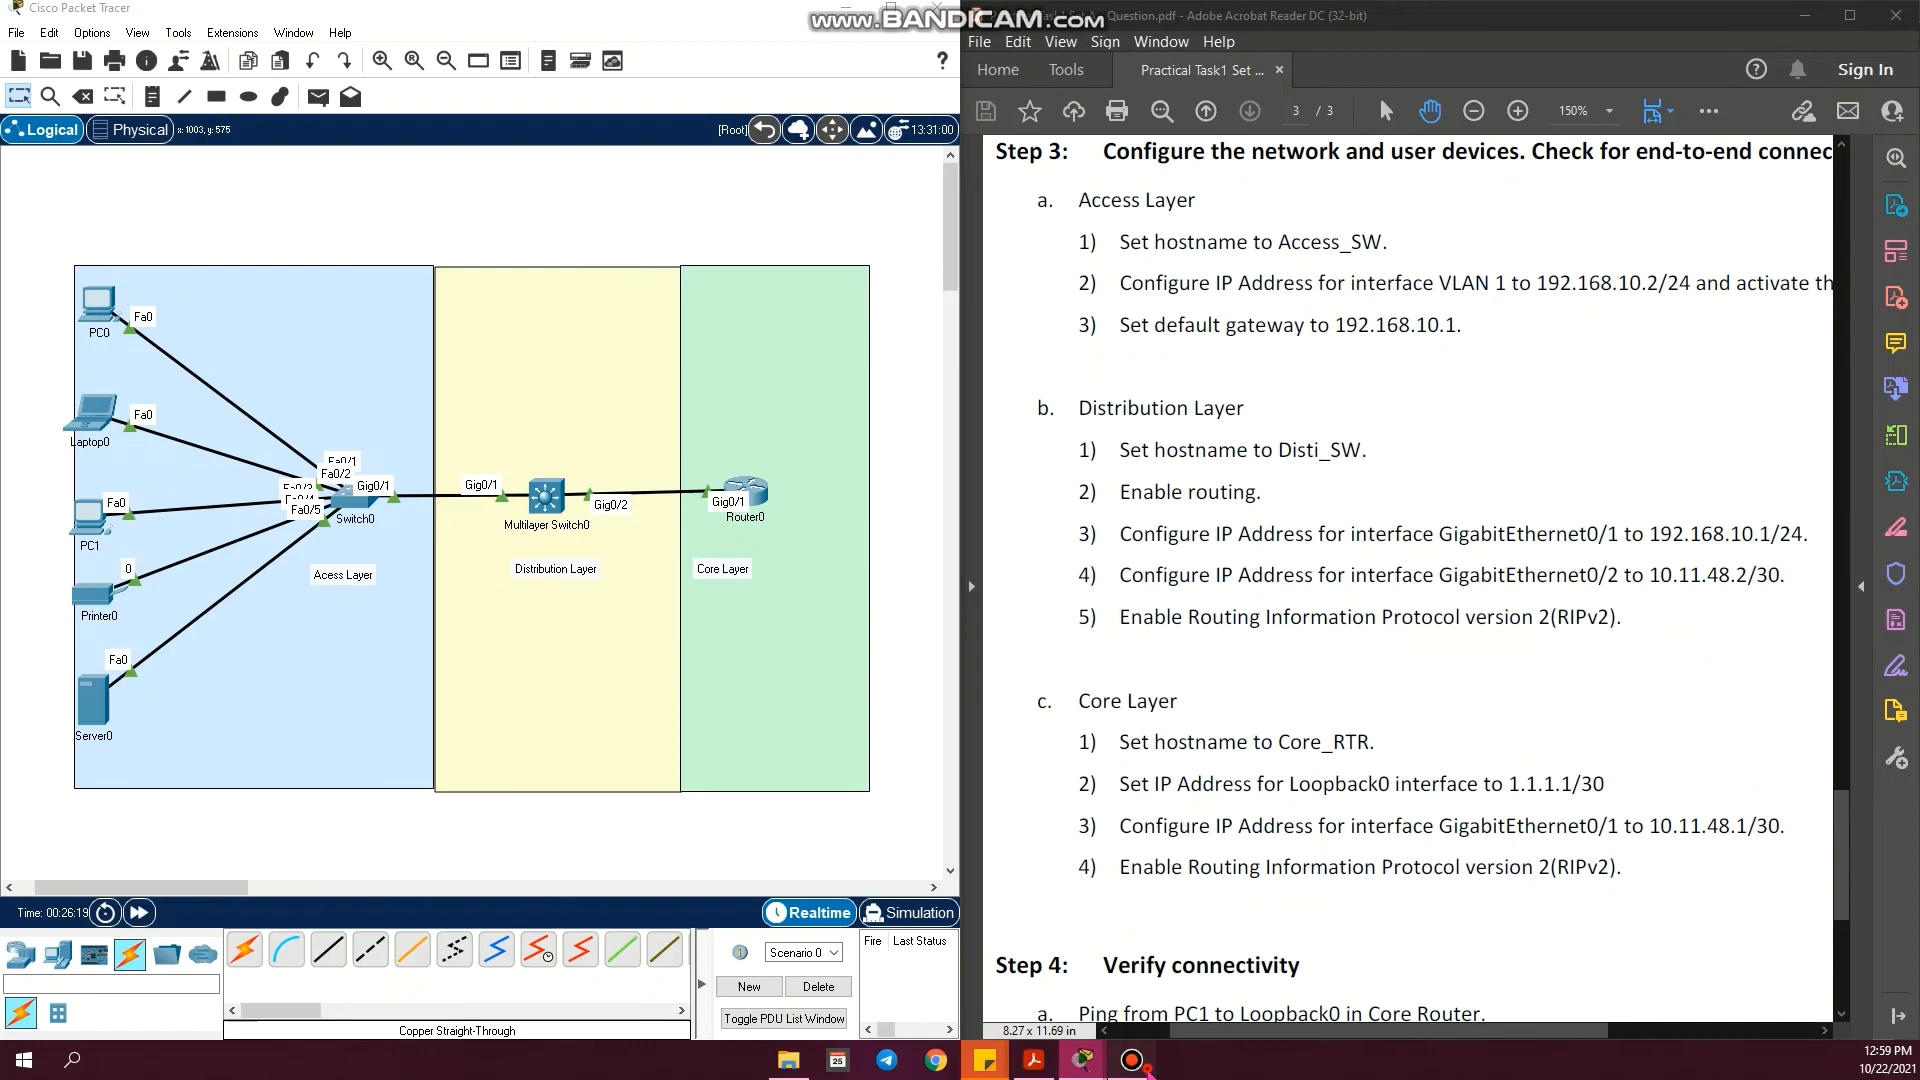 Cisco Packet Tracer
www.BANDICAM.com
Question.pdf - Adobe Acrobat Reader DC (32-bit)
File Edit Options View Tools Extensions Window Help
File Edit View Sign Window Help
Home Tools Practical Task1 Set ... × Sign In
3 / 3 150%
Logical Physical x: 1003, y: 575 [Root] 13:31:00
PC0
Fa0
Laptop0
Fa0
PC1
Fa0
Printer0
0
Server0
Fa0
Fa0/1
Fa0/2
Fa0/5
Gig0/1
Switch0
Acess Layer
Gig0/1
Multilayer Switch0
Gig0/2
Distribution Layer
Gig0/1
Router0
Core Layer
Step 3: Configure the network and user devices. Check for end-to-end connec
a. Access Layer
1) Set hostname to Access_SW.
2) Configure IP Address for interface VLAN 1 to 192.168.10.2/24 and activate th
3) Set default gateway to 192.168.10.1.
b. Distribution Layer
1) Set hostname to Disti_SW.
2) Enable routing.
3) Configure IP Address for interface GigabitEthernet0/1 to 192.168.10.1/24.
4) Configure IP Address for interface GigabitEthernet0/2 to 10.11.48.2/30.
5) Enable Routing Information Protocol version 2(RIPv2).
c. Core Layer
1) Set hostname to Core_RTR.
2) Set IP Address for Loopback0 interface to 1.1.1.1/30
3) Configure IP Address for interface GigabitEthernet0/1 to 10.11.48.1/30.
4) Enable Routing Information Protocol version 2(RIPv2).
Step 4: Verify connectivity
a. Ping from PC1 to Loopback0 in Core Router.
8.27 x 11.69 in
Time: 00:26:19 Realtime Simulation
Scenario 0
New Delete
Toggle PDU List Window
Fire Last Status
Copper Straight-Through
25
12:59 PM
10/22/2021